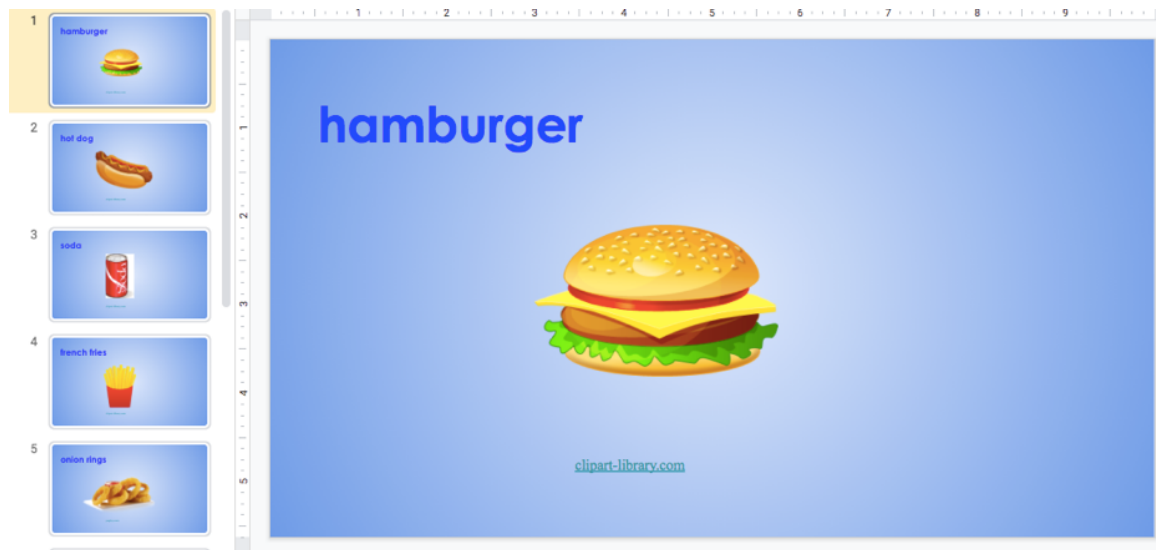 1
hamburger
2
hot dog
3
soda
soda
4
french fries
5
onion rings
1 2 3 4 5 6 7 8 9
1
2
3
4
5
hamburger
clipart-library.com